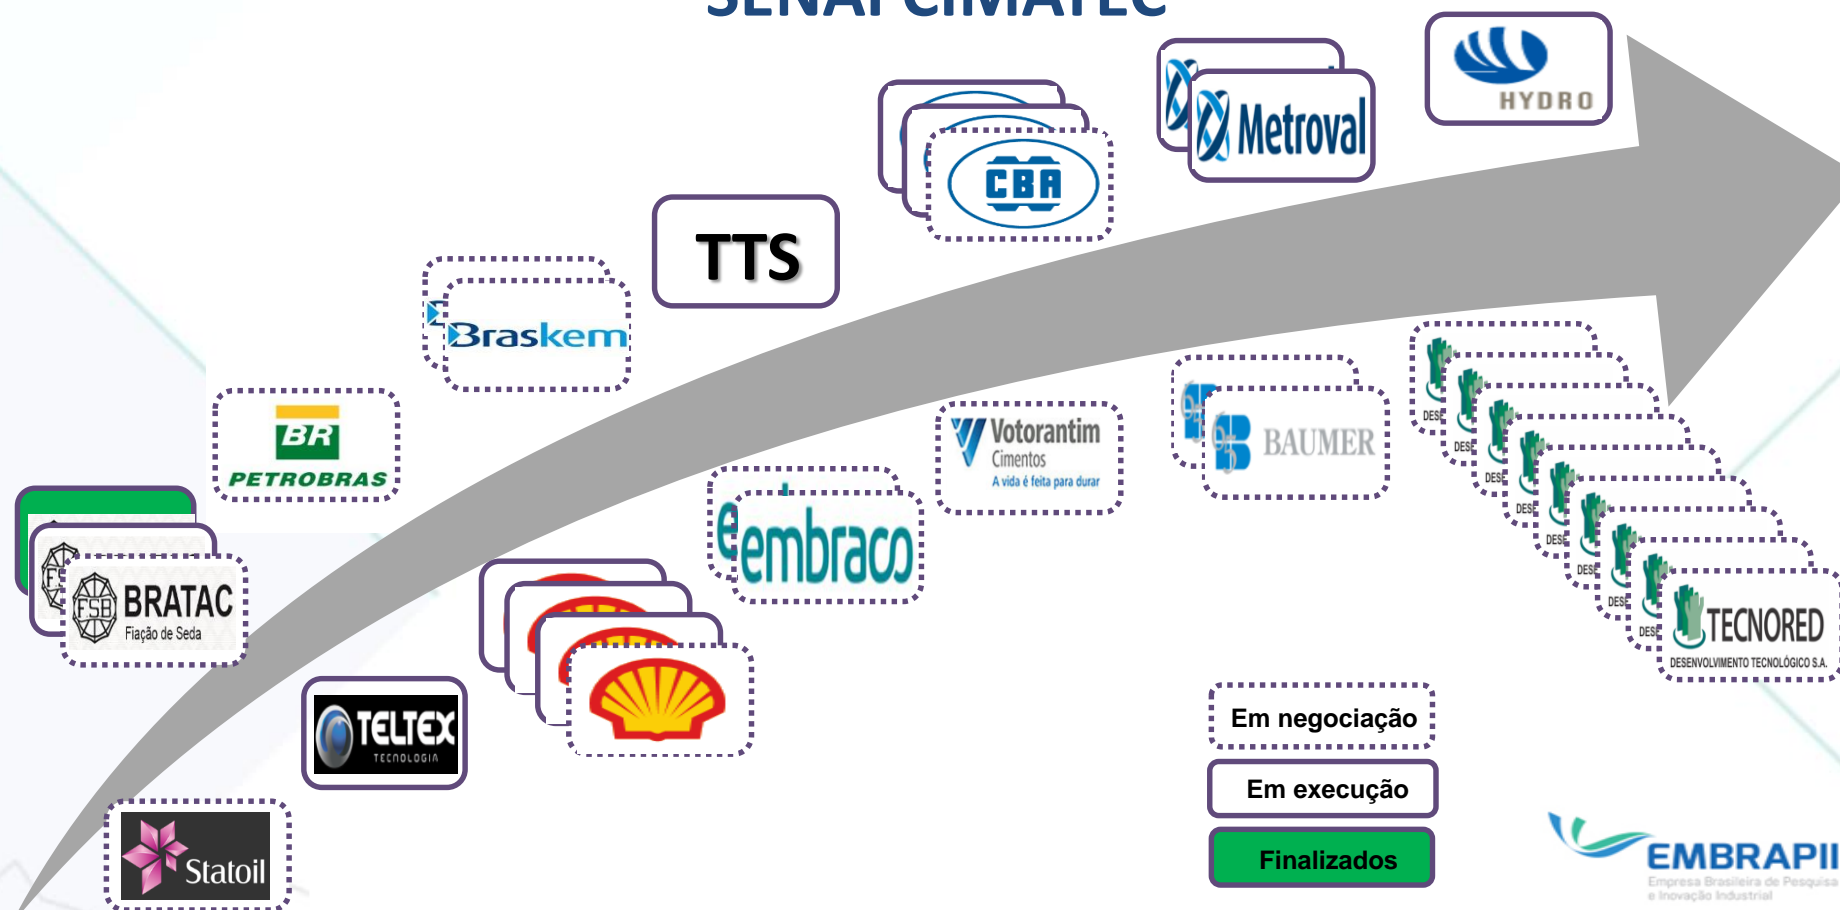 SENAI CIMATEC
HYDRO
Metroval
CBA
TTS
Braskem
BR
PETROBRAS
Votorantim
Cimentos
A vida é feita para durar
BAUMER
embraco
FSB
BRATAC
Fiação de Seda
TECNORED
DESENVOLVIMENTO TECNOLÓGICO S.A.
TELTEX
TECNOLOGIA
Statoil
Em negociação
Em execução
Finalizados
EMBRAPII
Empresa Brasileira de Pesquisa
e Inovação Industrial